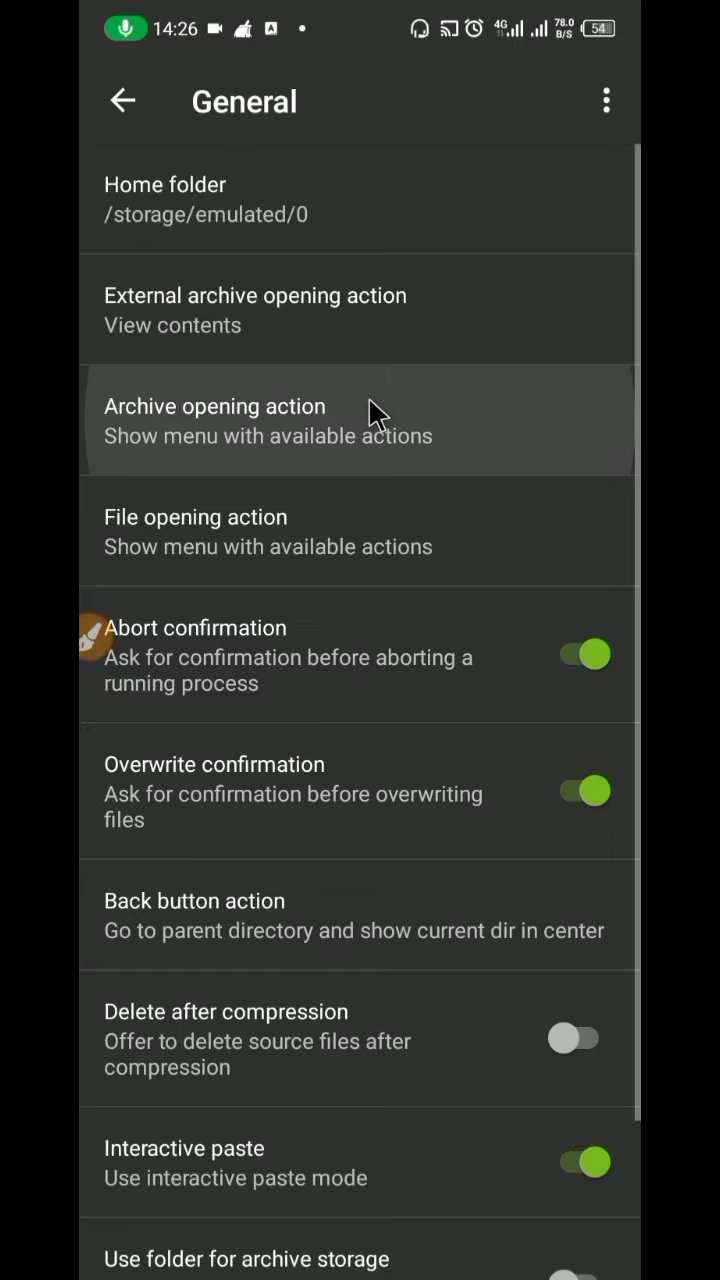 14:26 A 4G 78.0 B/S 54
General
Home folder
/storage/emulated/0
External archive opening action
View contents
Archive opening action
Show menu with available actions
File opening action
Show menu with available actions
Abort confirmation
Ask for confirmation before aborting a
running process
Overwrite confirmation
Ask for confirmation before overwriting
files
Back button action
Go to parent directory and show current dir in center
Delete after compression
Offer to delete source files after
compression
Interactive paste
Use interactive paste mode
Use folder for archive storage